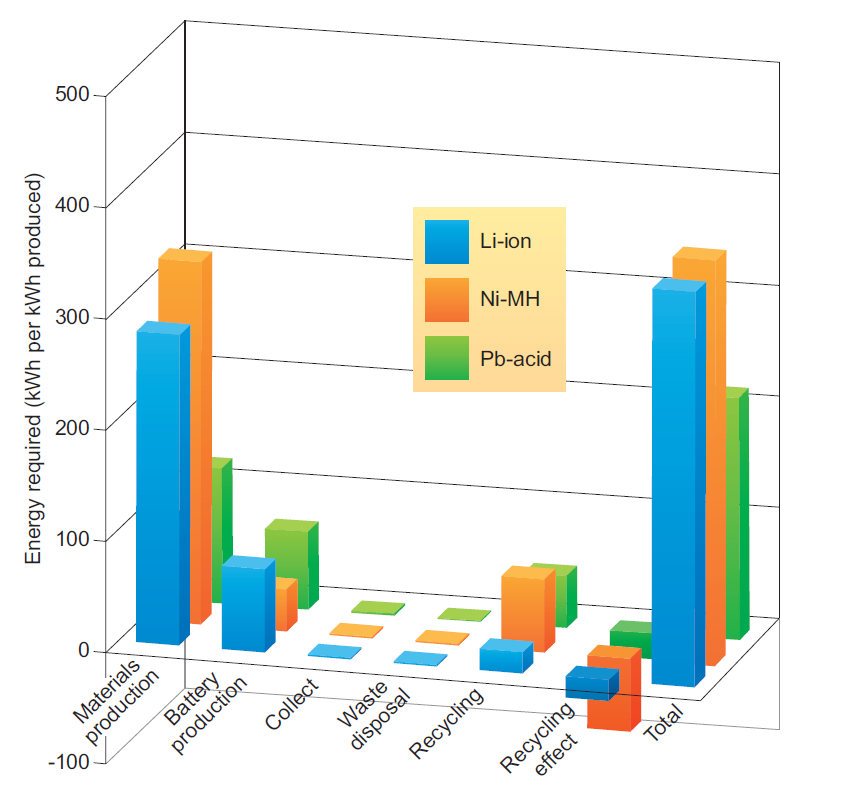 500
400
300
200
100
0
-100
Energy required (kWh per kWh produced)
Li-ion
Ni-MH
Pb-acid
Materials
production
Battery
production
Collect
Waste
disposal
Recycling
Recycling
effect
Total